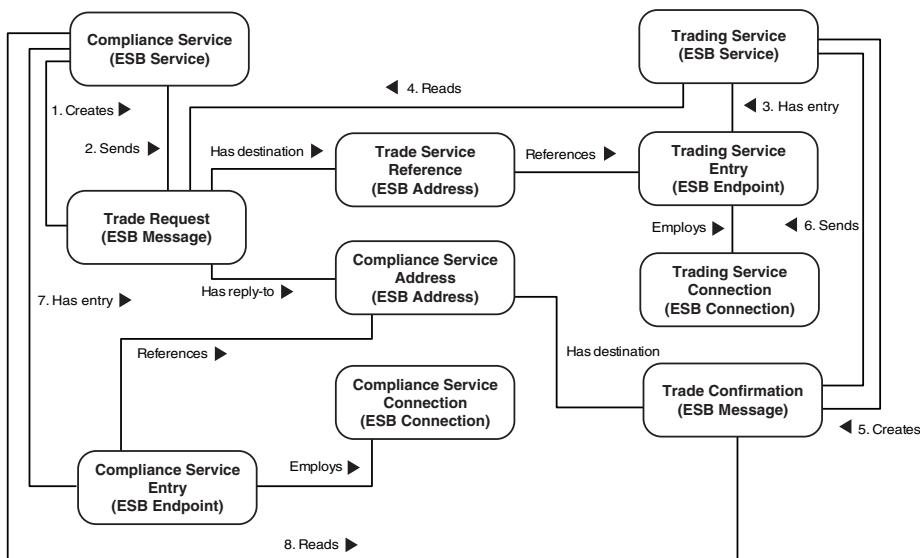 Compliance Service
(ESB Service)
Trading Service
(ESB Service)
4. Reads
1. Creates
3. Has entry
2. Sends
Has destination
Trade Service
Reference
(ESB Address)
References
Trading Service
Entry
(ESB Endpoint)
Trade Request
(ESB Message)
Employs
6. Sends
Compliance Service
Address
(ESB Address)
Trading Service
Connection
(ESB Connection)
Has reply-to
7. Has entry
References
Has destination
Compliance Service
Connection
(ESB Connection)
Trade Confirmation
(ESB Message)
5. Creates
Compliance Service
Entry
(ESB Endpoint)
Employs
8. Reads